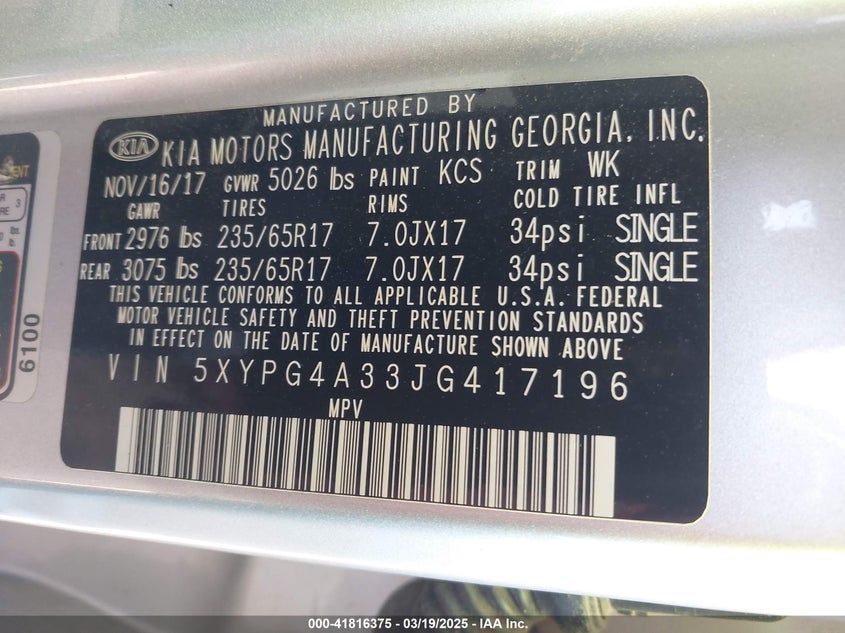 MANUFACTURED BY
KIA KIA MOTORS MANUFACTURING GEORGIA, INC.
NOV/16/17 GVWR 5026 lbs PAINT KCS TRIM WK
GAWR TIRES RIMS COLD TIRE INFL
FRONT 2976 lbs 235/65R17 7.0JX17 34psi SINGLE
REAR 3075 lbs 235/65R17 7.0JX17 34psi SINGLE
THIS VEHICLE CONFORMS TO ALL APPLICABLE U.S.A. FEDERAL
MOTOR VEHICLE SAFETY AND THEFT PREVENTION STANDARDS
IN EFFECT ON THE DATE OF MANUFACTURE SHOWN ABOVE
VIN 5XYPG4A33JG417196
MPV
6100
000-41816375 - 03/19/2025 - IAA Inc.